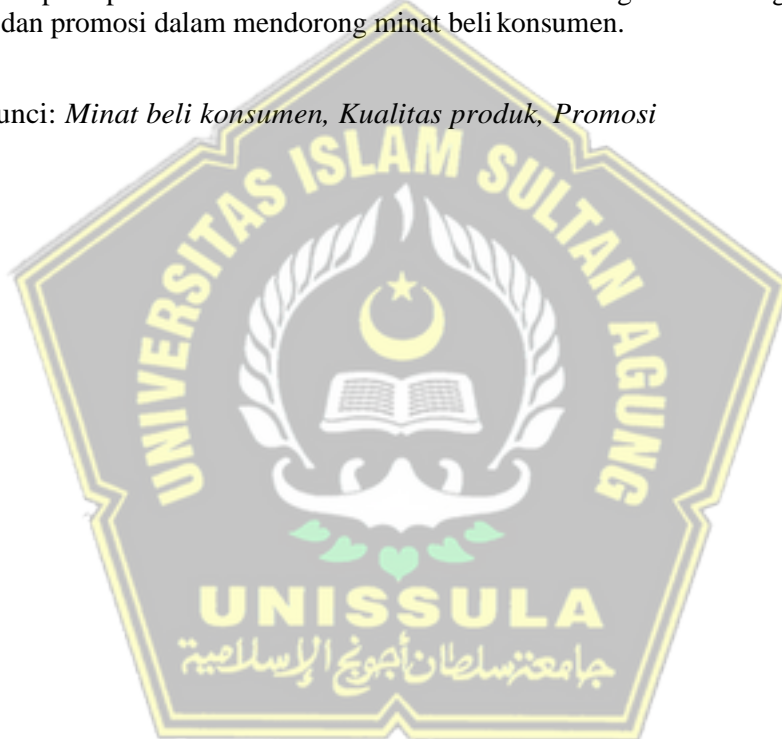 dan promosi dalam mendorong minat beli konsumen.
unci: Minat beli konsumen, Kualitas produk, Promosi
UNIVERSITAS ISLAM SULTAN AGUNG
UNISSULA
جامعة سلطان أجونج الإسلامية